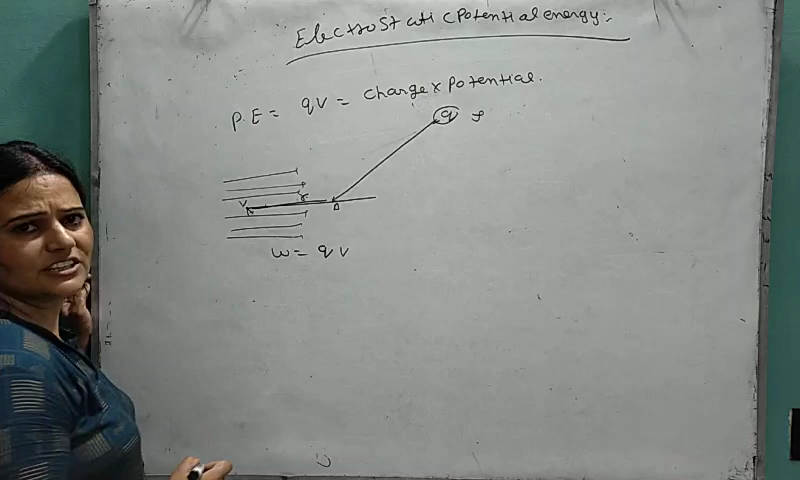 Electrostatic Potential energy:-
P.E = qV = Charge x Potential.
q
V r
A
W = qV